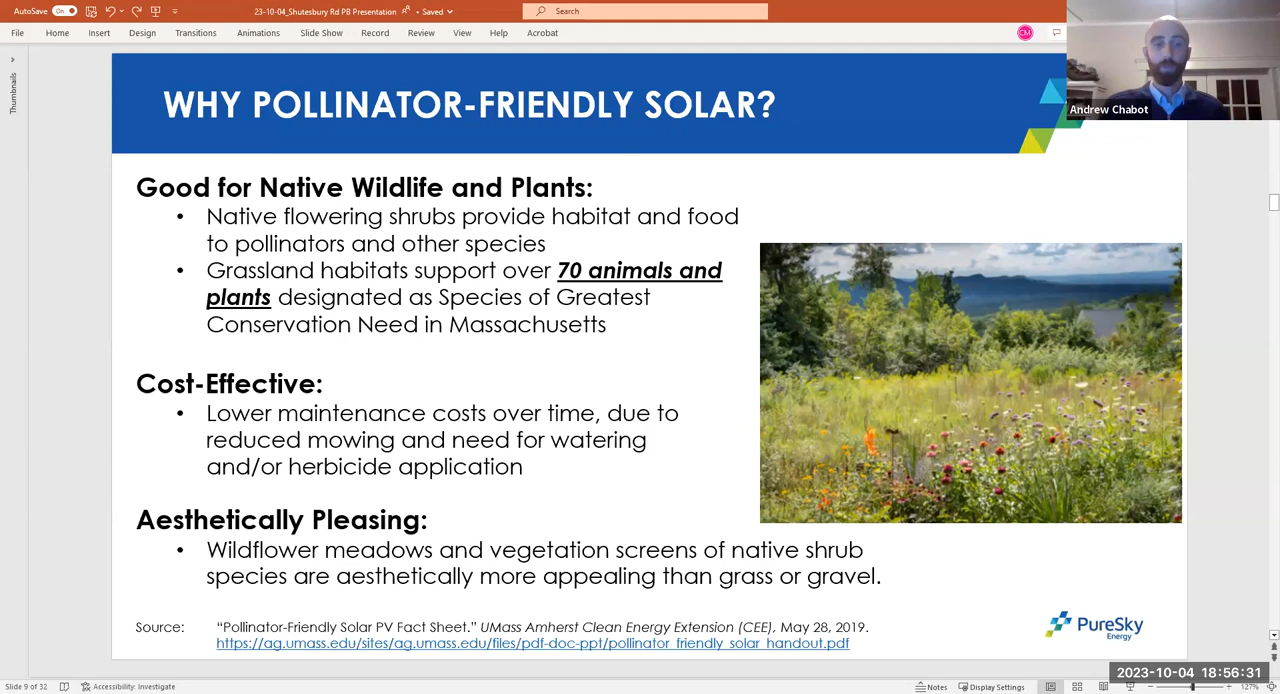 AutoSave On 23-10-04_Shutesbury Rd PB Presentation • Saved Search
File Home Insert Design Transitions Animations Slide Show Record Review View Help Acrobat CM
Thumbnails
Andrew Chabot
WHY POLLINATOR-FRIENDLY SOLAR?
Good for Native Wildlife and Plants:
• Native flowering shrubs provide habitat and food
to pollinators and other species
• Grassland habitats support over 70 animals and
plants designated as Species of Greatest
Conservation Need in Massachusetts
Cost-Effective:
• Lower maintenance costs over time, due to
reduced mowing and need for watering
and/or herbicide application
Aesthetically Pleasing:
• Wildflower meadows and vegetation screens of native shrub
species are aesthetically more appealing than grass or gravel.
Source: “Pollinator-Friendly Solar PV Fact Sheet.” UMass Amherst Clean Energy Extension (CEE), May 28, 2019.
https://ag.umass.edu/sites/ag.umass.edu/files/pdf-doc-ppt/pollinator_friendly_solar_handout.pdf
PureSky
Energy
2023-10-04 18:56:31
Slide 9 of 32 Accessibility: Investigate Notes Display Settings 127%